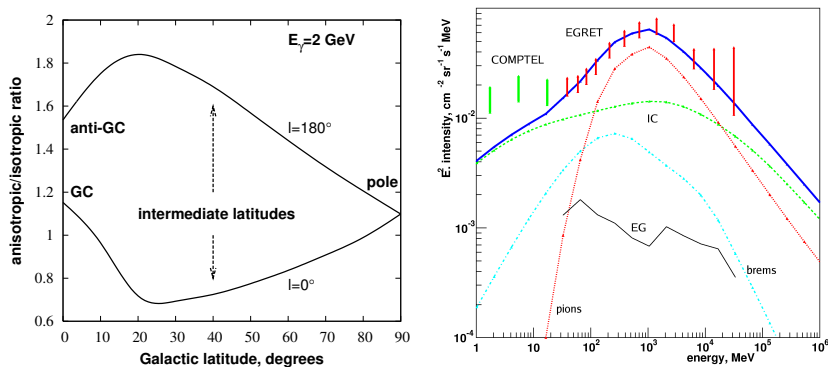 E_γ=2 GeV
anisotropic/isotropic ratio
2
1.8
1.6
1.4
1.2
1
0.8
0.6
anti-GC
GC
l=180°
pole
intermediate latitudes
l=0°
0 10 20 30 40 50 60 70 80 90
Galactic latitude, degrees
E² intensity, cm ⁻² sr⁻¹ s⁻¹ MeV
10⁻¹
10⁻²
10⁻³
10⁻⁴
EGRET
COMPTEL
IC
EG
brems
pions
1 10 10² 10³ 10⁴ 10⁵ 10⁶
energy, MeV